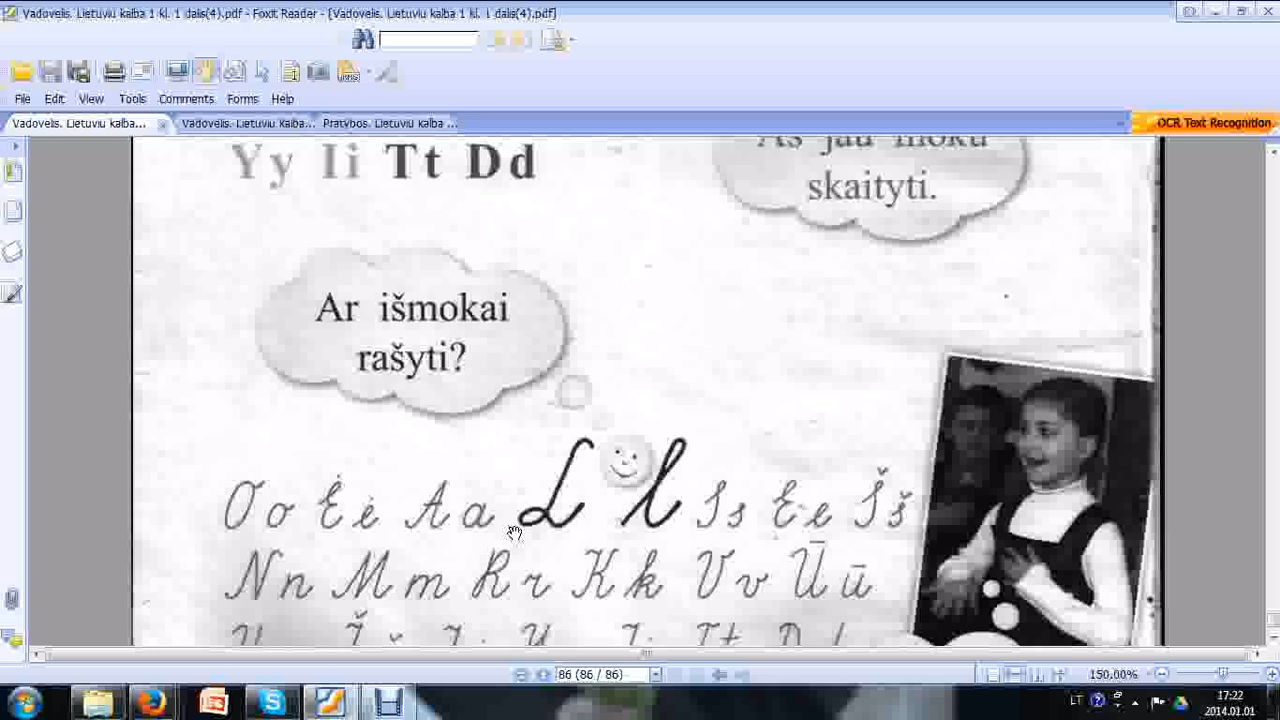 Vadovelis. Lietuviu kalba 1 kl. 1 dalis(4).pdf - Foxit Reader - [Vadovelis. Lietuviu kalba 1 kl. 1 dalis(4).pdf]
File Edit View Tools Comments Forms Help
Vadovelis. Lietuviu kalba... Vadovelis. Lietuviu kalba... Pratybos. Lietuviu kalba ... OCR Text Recognition
Yy Ii Tt Dd
Aš jau moku
skaityti.
Ar išmokai
rašyti?
Oo Ėė Aa L l Ss Ee Šš
Nn Mm Rr Kk Vv Ūū
86 (86 / 86) 150.00%
LT 17:22
2014.01.01